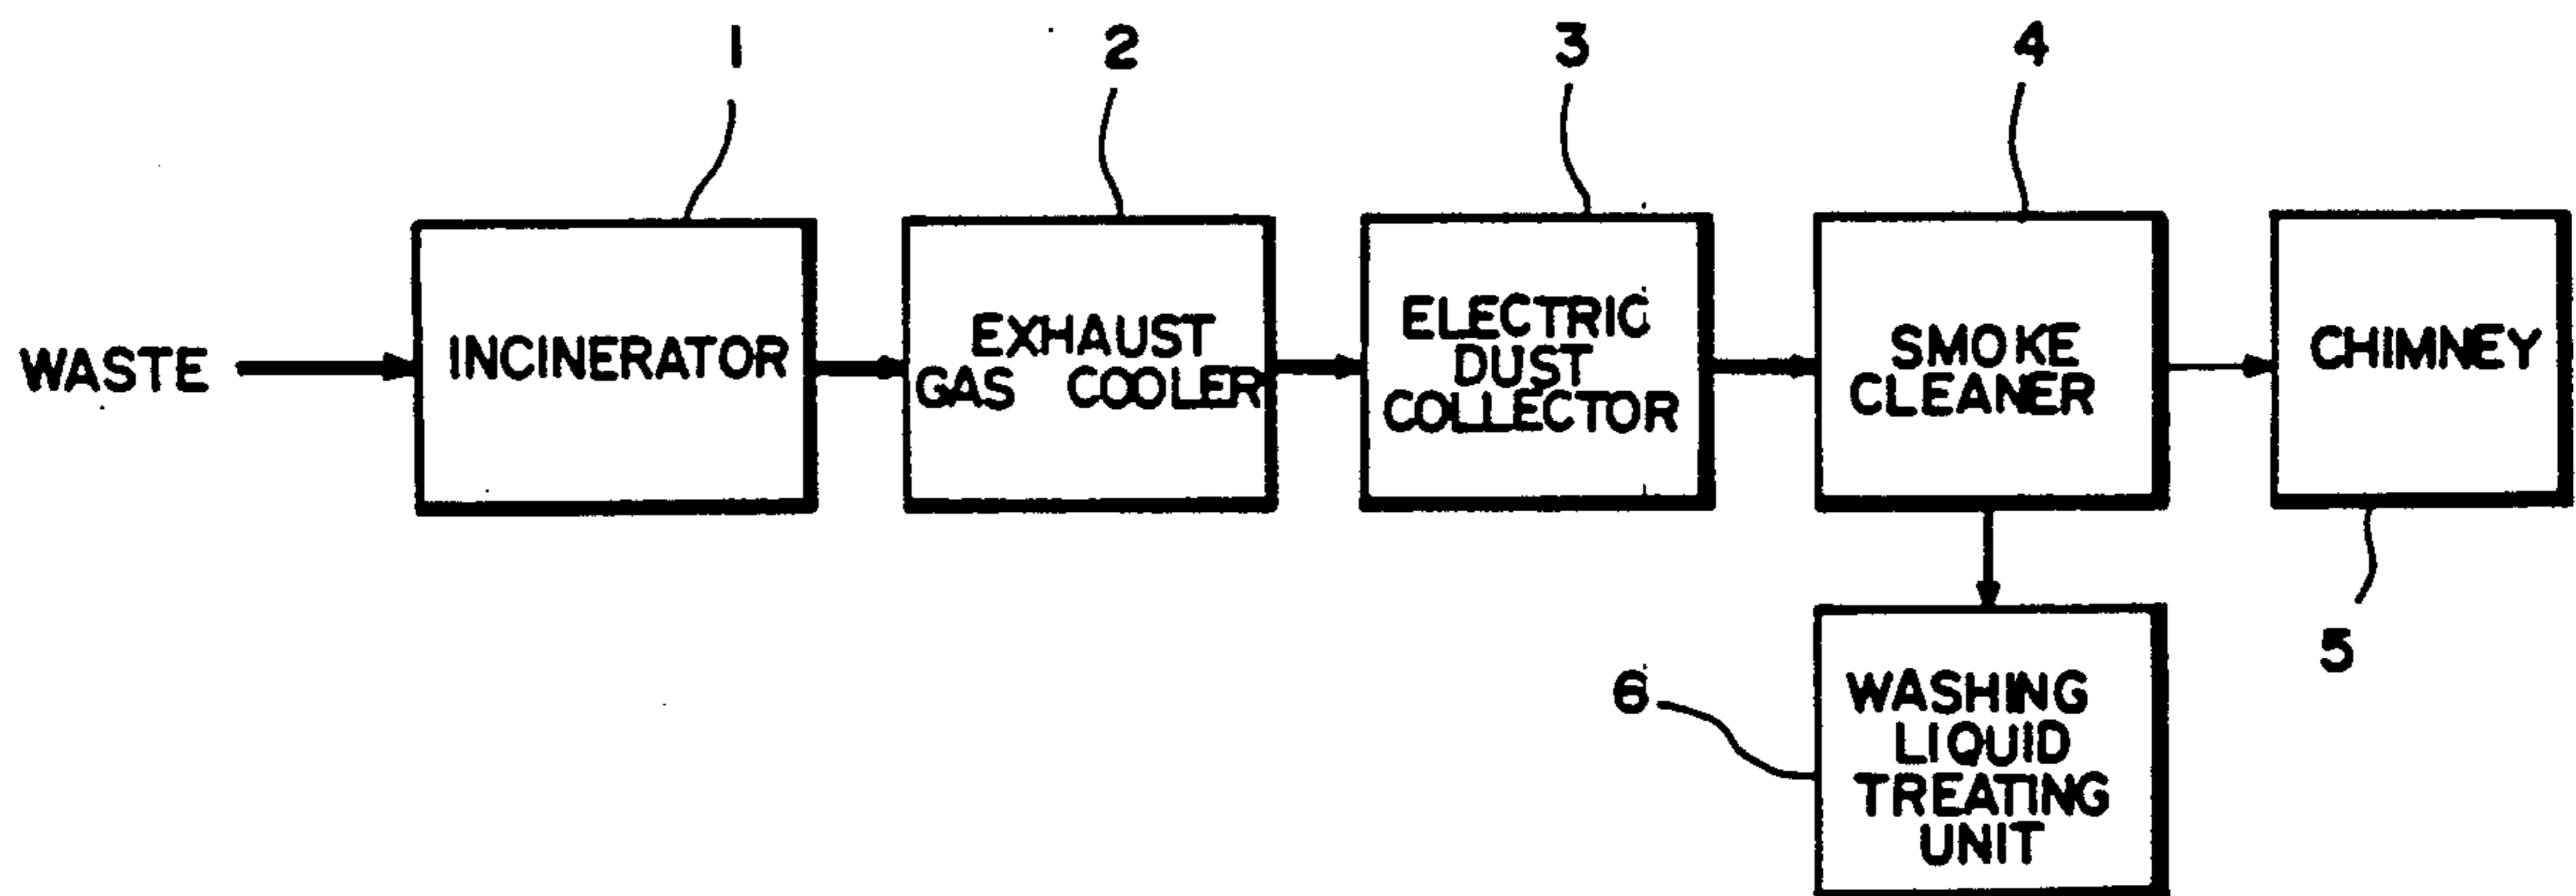 1
2
3
4
WASTE
INCINERATOR
EXHAUST
GAS COOLER
ELECTRIC
DUST
COLLECTOR
SMOKE
CLEANER
CHIMNEY
5
6
WASHING
LIQUID
TREATING
UNIT